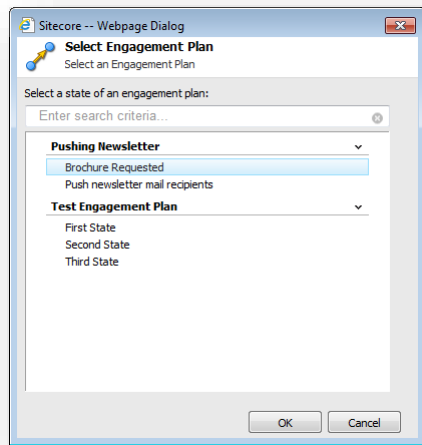 Sitecore -- Webpage Dialog
Select Engagement Plan
Select an Engagement Plan
Select a state of an engagement plan:
Enter search criteria...
Pushing Newsletter
Brochure Requested
Push newsletter mail recipients
Test Engagement Plan
First State
Second State
Third State
OK Cancel